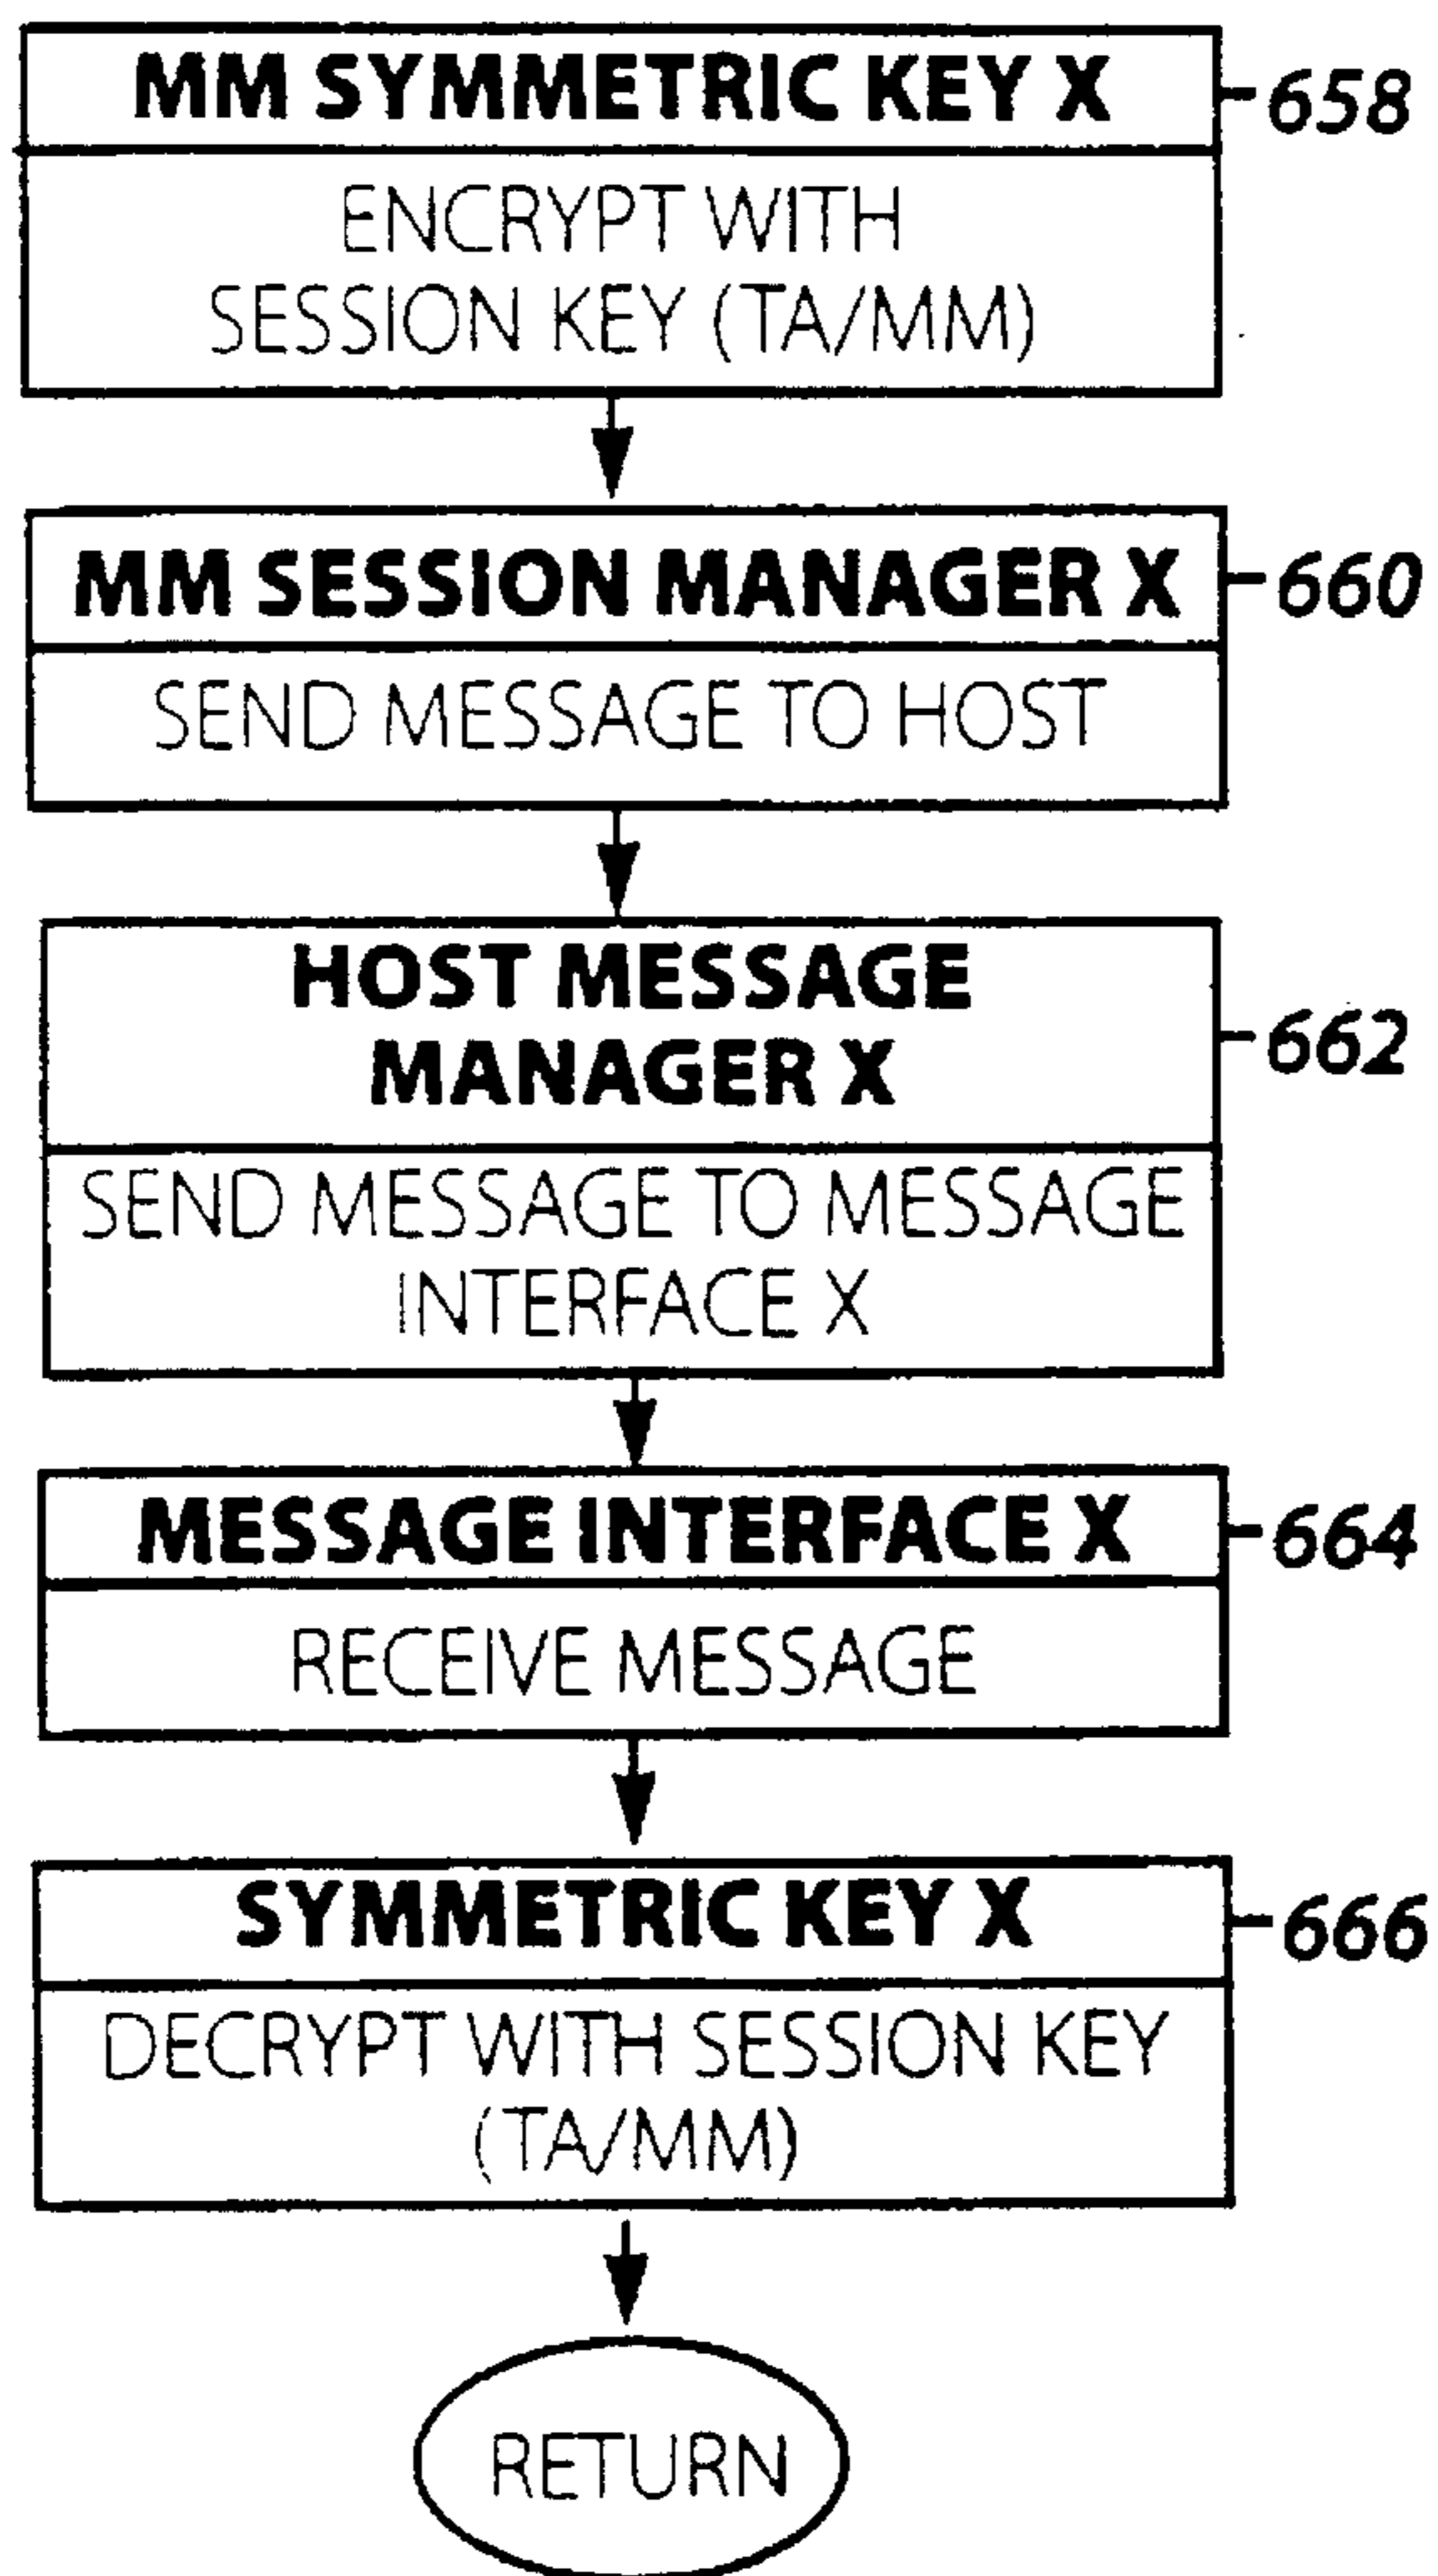 MM SYMMETRIC KEY X
658
ENCRYPT WITH
SESSION KEY (TA/MM)
MM SESSION MANAGER X
660
SEND MESSAGE TO HOST
HOST MESSAGE
MANAGER X
662
SEND MESSAGE TO MESSAGE
INTERFACE X
MESSAGE INTERFACE X
664
RECEIVE MESSAGE
SYMMETRIC KEY X
666
DECRYPT WITH SESSION KEY
(TA/MM)
RETURN